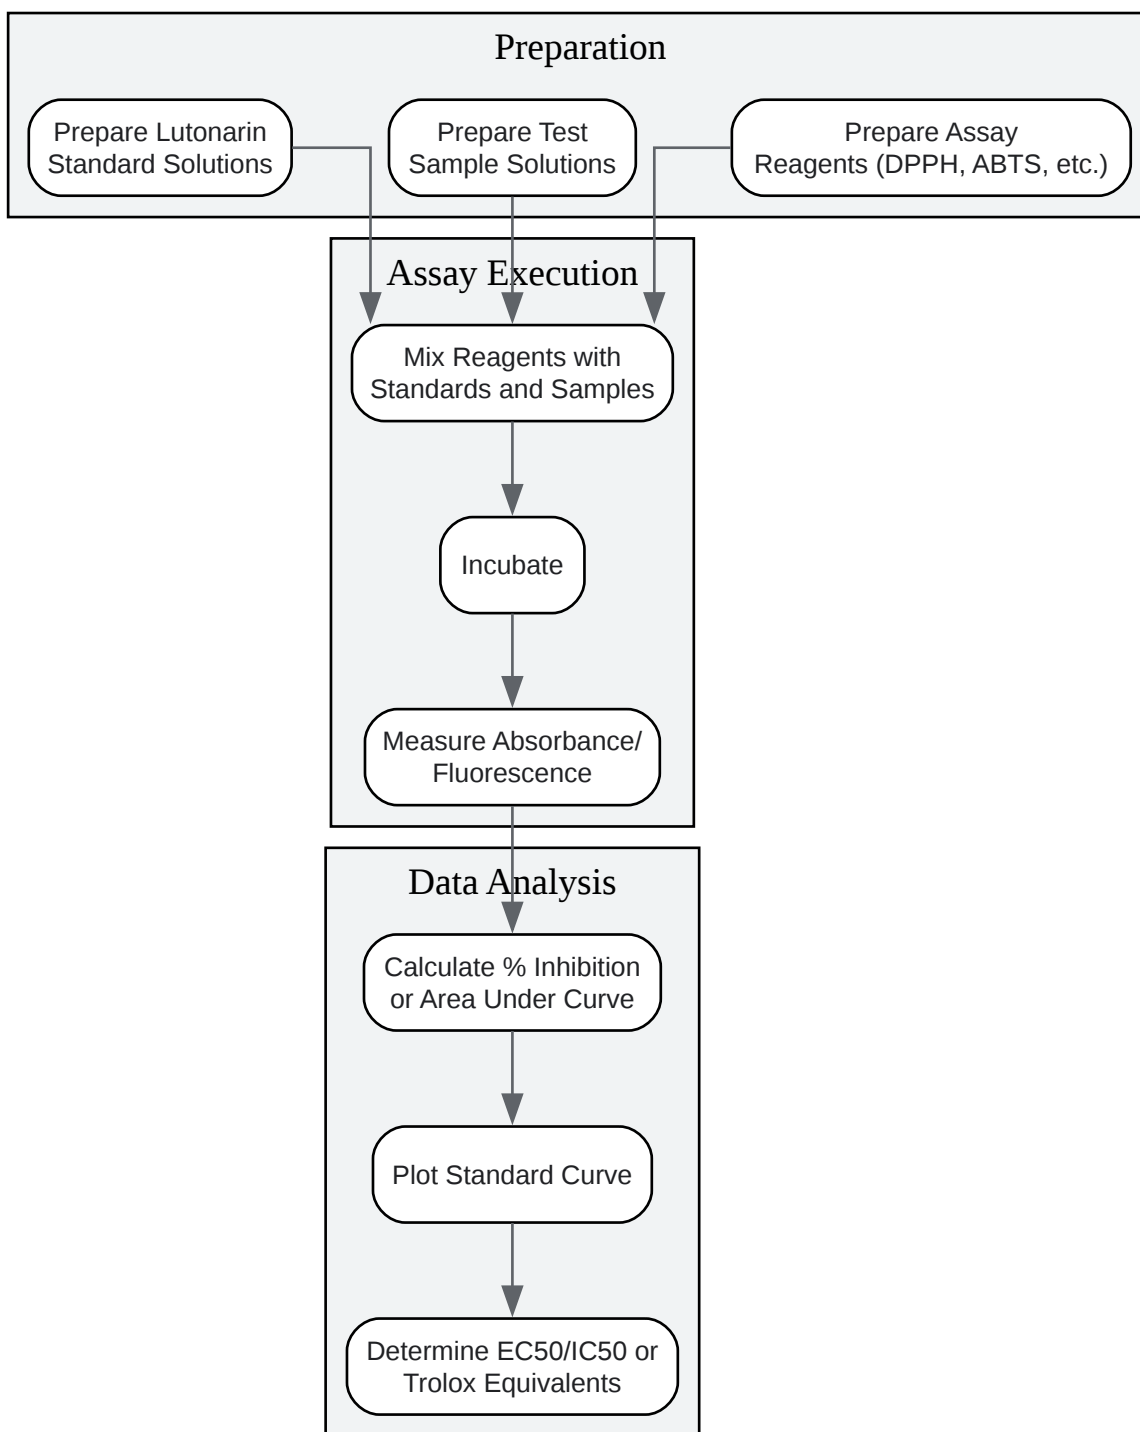 Preparation
Prepare Lutonarin
Standard Solutions
Prepare Test
Sample Solutions
Prepare Assay
Reagents (DPPH, ABTS, etc.)
Assay Execution
Mix Reagents with
Standards and Samples
Incubate
Measure Absorbance/
Fluorescence
Data Analysis
Calculate % Inhibition
or Area Under Curve
Plot Standard Curve
Determine EC50/IC50 or
Trolox Equivalents